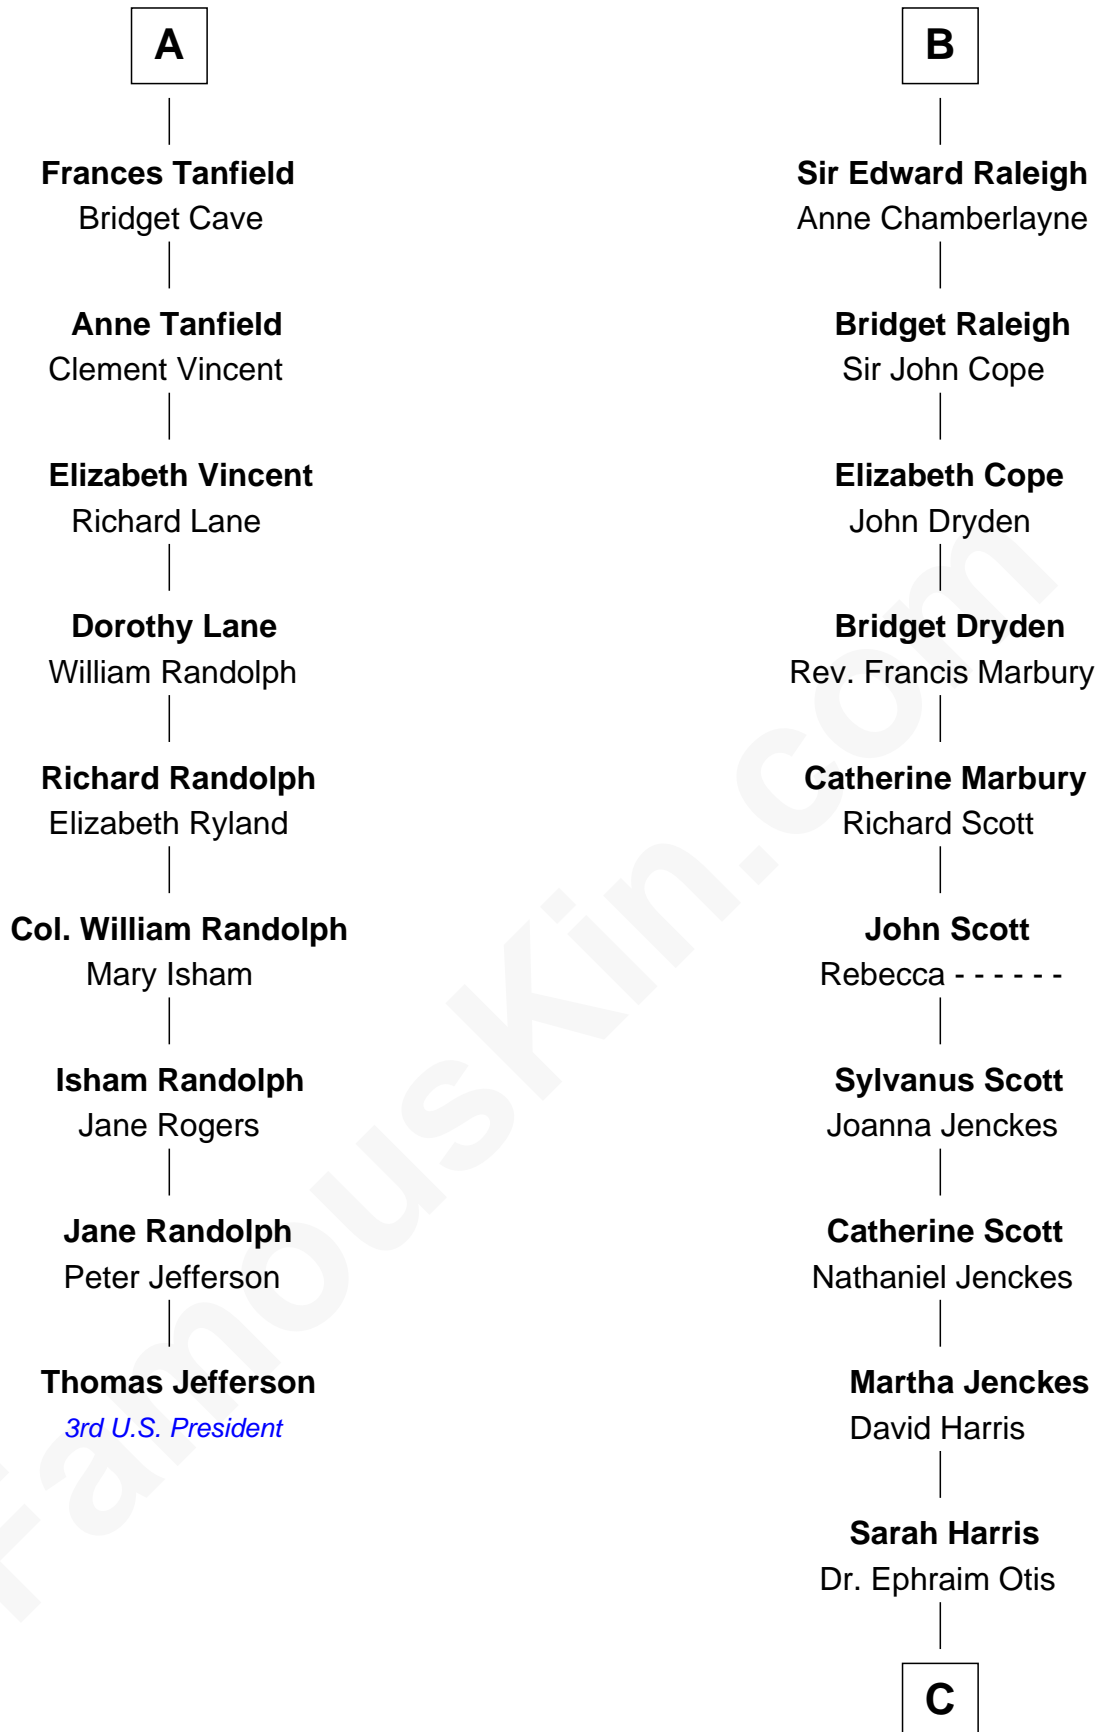 A
Frances Tanfield
Bridget Cave
Anne Tanfield
Clement Vincent
Elizabeth Vincent
Richard Lane
Dorothy Lane
William Randolph
Richard Randolph
Elizabeth Ryland
Col. William Randolph
Mary Isham
Isham Randolph
Jane Rogers
Jane Randolph
Peter Jefferson
Thomas Jefferson
3rd U.S. President
B
Sir Edward Raleigh
Anne Chamberlayne
Bridget Raleigh
Sir John Cope
Elizabeth Cope
John Dryden
Bridget Dryden
Rev. Francis Marbury
Catherine Marbury
Richard Scott
John Scott
Rebecca - - - - - -
Sylvanus Scott
Joanna Jenckes
Catherine Scott
Nathaniel Jenckes
Martha Jenckes
David Harris
Sarah Harris
Dr. Ephraim Otis
C
FamousKin.com